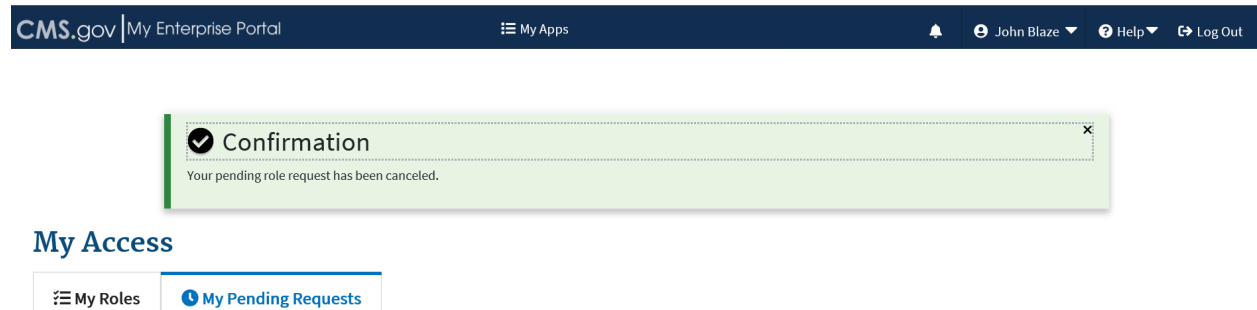 CMS.gov My Enterprise Portal My Apps John Blaze Help Log Out
Confirmation
Your pending role request has been canceled.
My Access
My Roles My Pending Requests